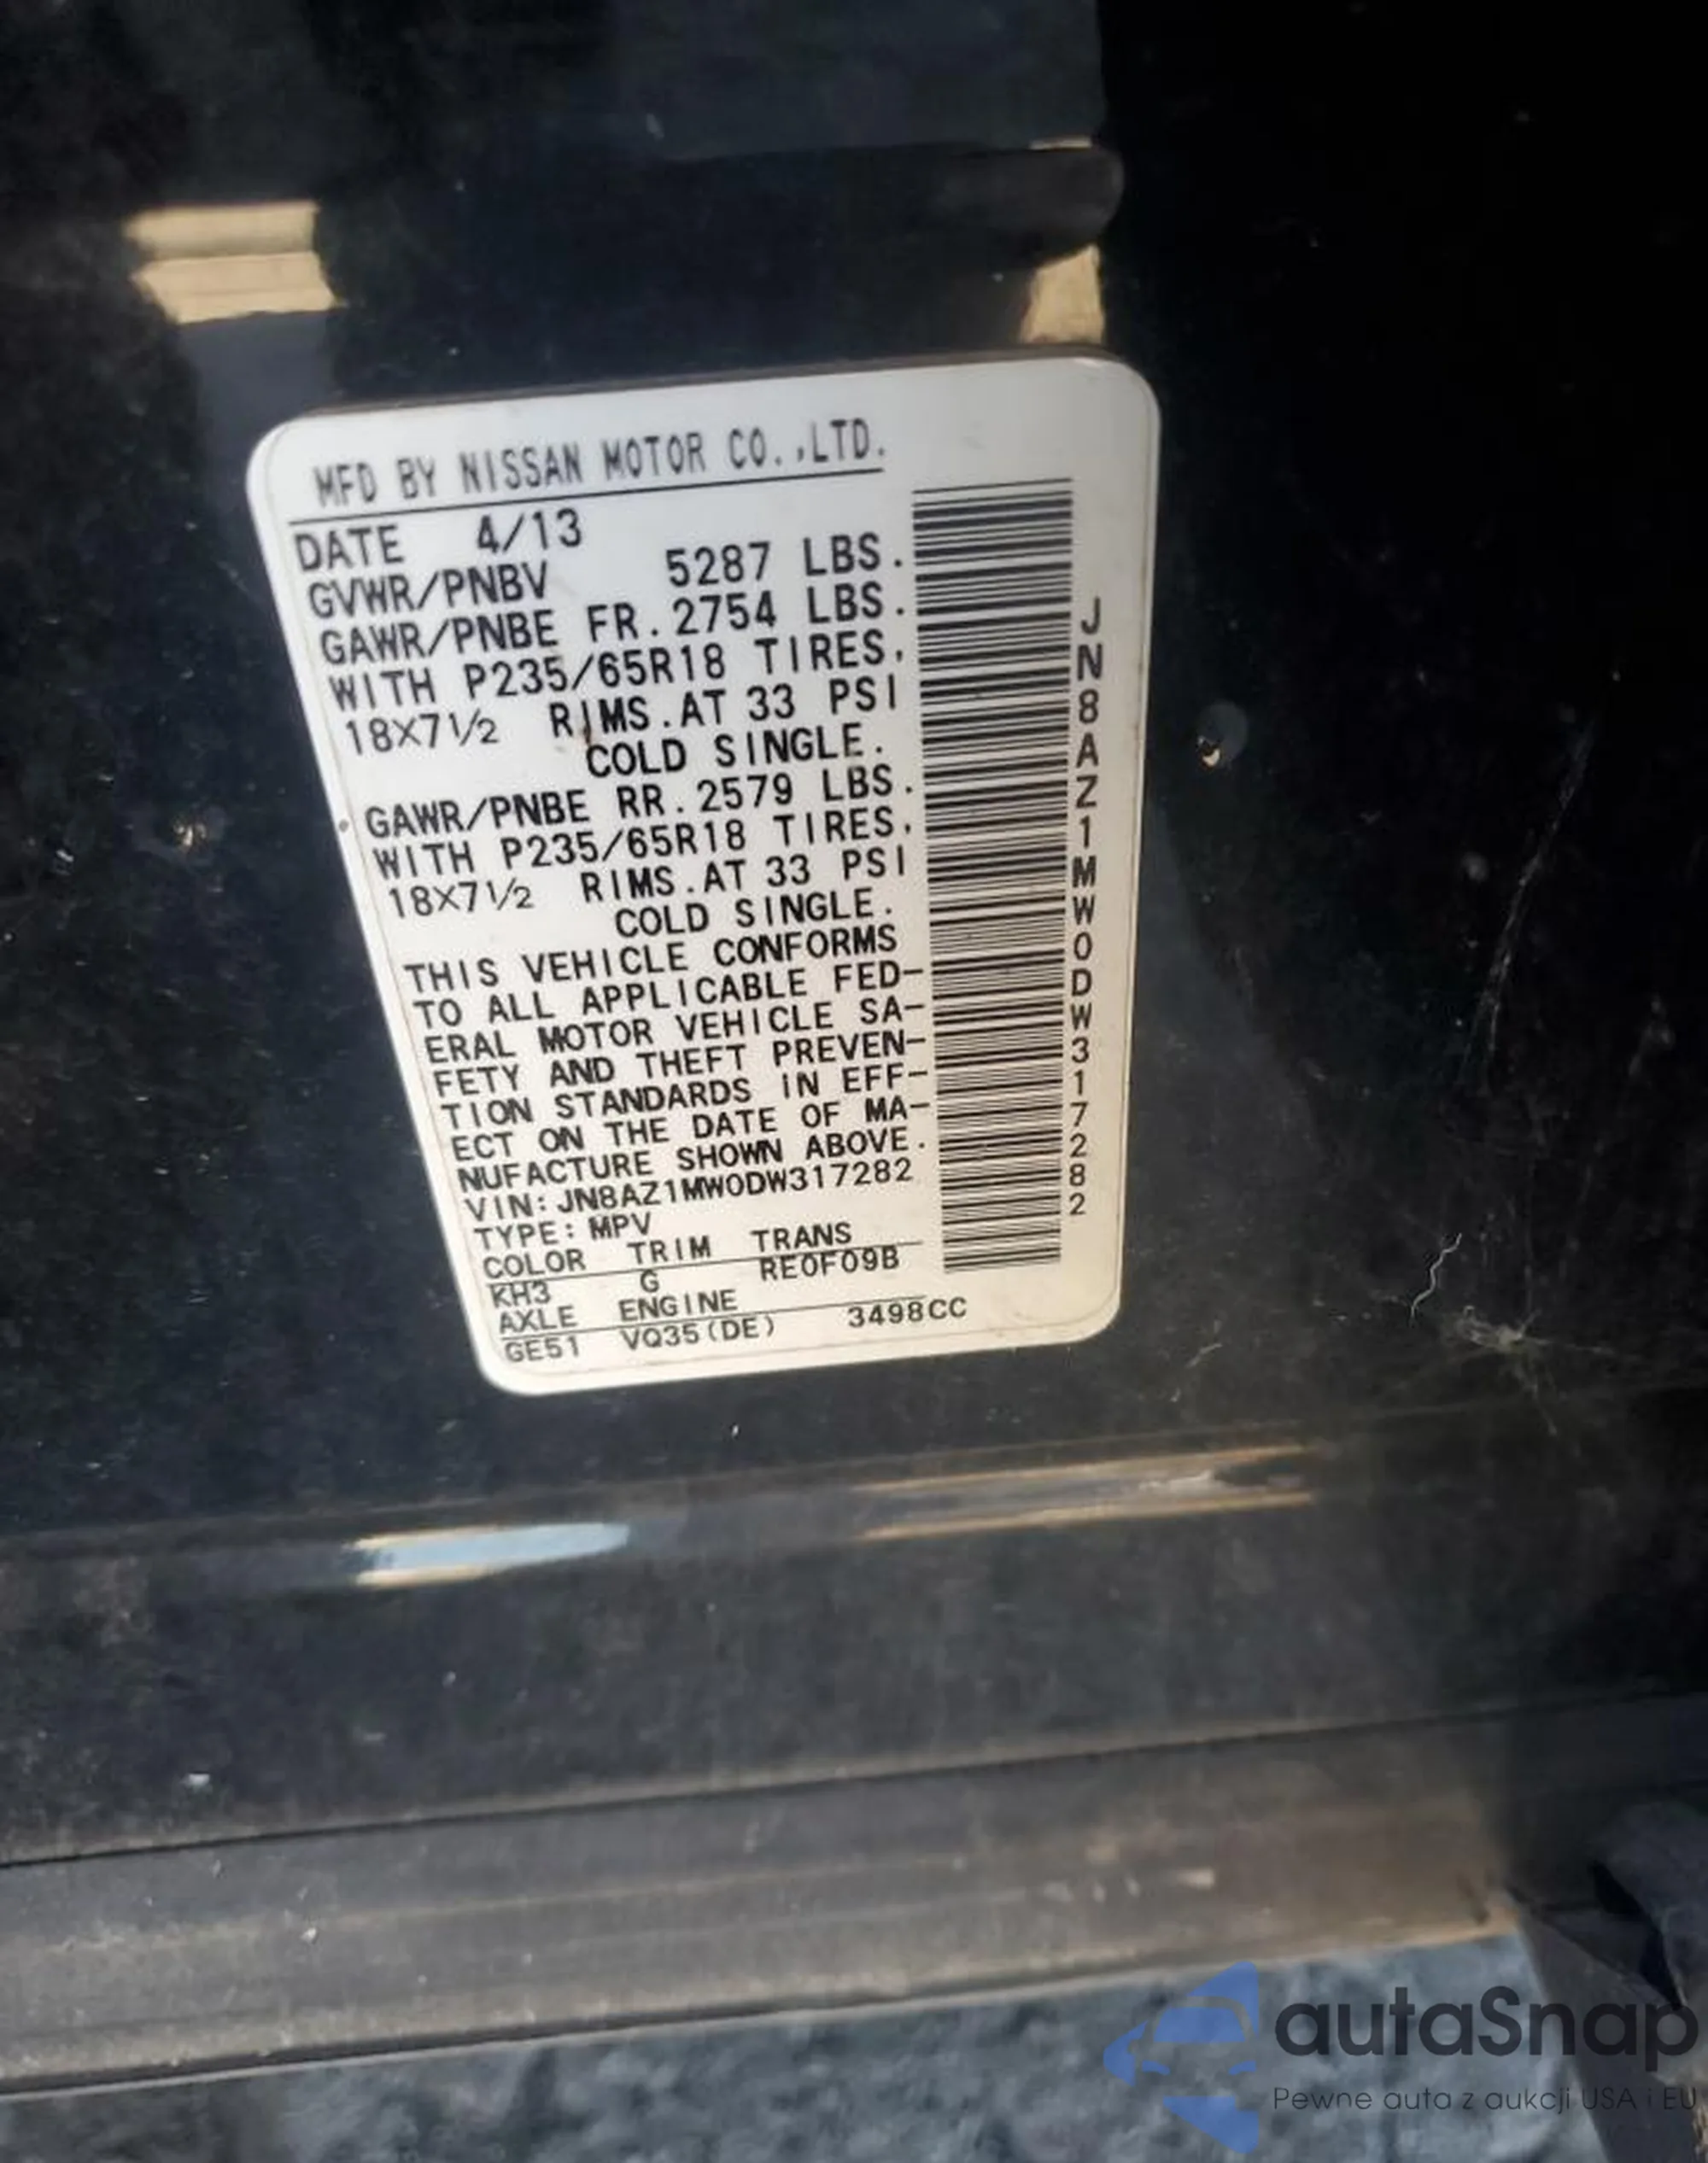 MFD BY NISSAN MOTOR CO.,LTD.
DATE 4/13
GVWR/PNBV 5287 LBS.
GAWR/PNBE FR.2754 LBS.
WITH P235/65R18 TIRES,
18X7 1/2 RIMS.AT 33 PSI
COLD SINGLE.
GAWR/PNBE RR.2579 LBS.
WITH P235/65R18 TIRES,
18X7 1/2 RIMS.AT 33 PSI
COLD SINGLE.
THIS VEHICLE CONFORMS
TO ALL APPLICABLE FED-
ERAL MOTOR VEHICLE SA-
FETY AND THEFT PREVEN-
TION STANDARDS IN EFF-
ECT ON THE DATE OF MA-
NUFACTURE SHOWN ABOVE.
VIN:JN8AZ1MW0DW317282
TYPE:MPV
COLOR TRIM TRANS
KH3 G RE0F09B
AXLE ENGINE
GE51 VQ35(DE) 3498CC
JN8AZ1MW0DW317282
autaSnap
Pewne auta z aukcji USA i EU